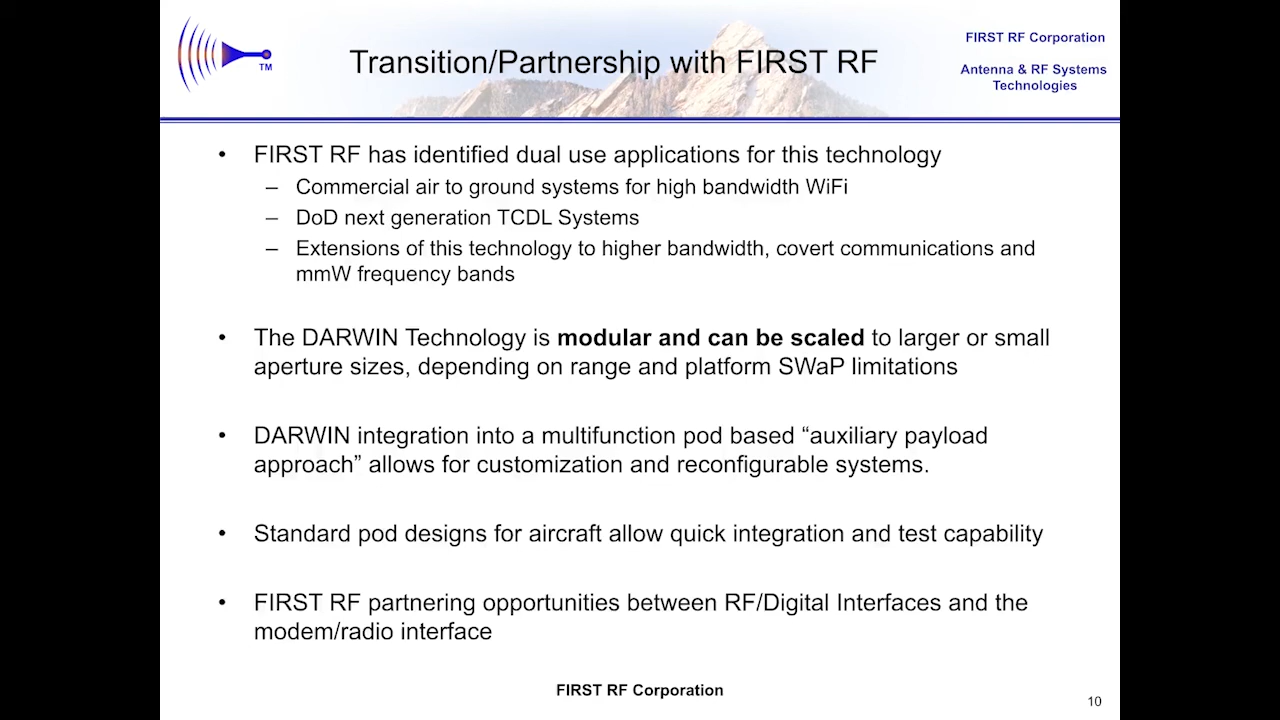 TM
Transition/Partnership with FIRST RF
FIRST RF Corporation
Antenna & RF Systems
Technologies
• FIRST RF has identified dual use applications for this technology
– Commercial air to ground systems for high bandwidth WiFi
– DoD next generation TCDL Systems
– Extensions of this technology to higher bandwidth, covert communications and
mmW frequency bands
• The DARWIN Technology is modular and can be scaled to larger or small
aperture sizes, depending on range and platform SWaP limitations
• DARWIN integration into a multifunction pod based “auxiliary payload
approach” allows for customization and reconfigurable systems.
• Standard pod designs for aircraft allow quick integration and test capability
• FIRST RF partnering opportunities between RF/Digital Interfaces and the
modem/radio interface
FIRST RF Corporation
10